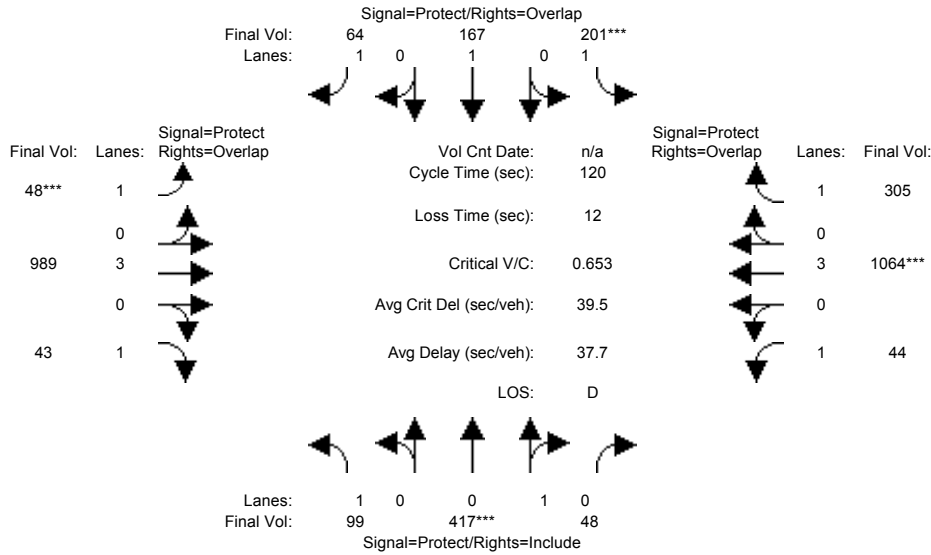 Signal=Protect/Rights=Overlap
Final Vol: 64 167 201***
Lanes: 1 0 1 0 1
Signal=Protect Signal=Protect
Final Vol: Lanes: Rights=Overlap Vol Cnt Date: n/a Rights=Overlap Lanes: Final Vol:
Cycle Time (sec): 120
48*** 1 1 305
Loss Time (sec): 12
0 0
989 3 Critical V/C: 0.653 3 1064***
0 Avg Crit Del (sec/veh): 39.5 0
43 1 Avg Delay (sec/veh): 37.7 1 44
LOS: D
Lanes: 1 0 0 1 0
Final Vol: 99 417*** 48
Signal=Protect/Rights=Include